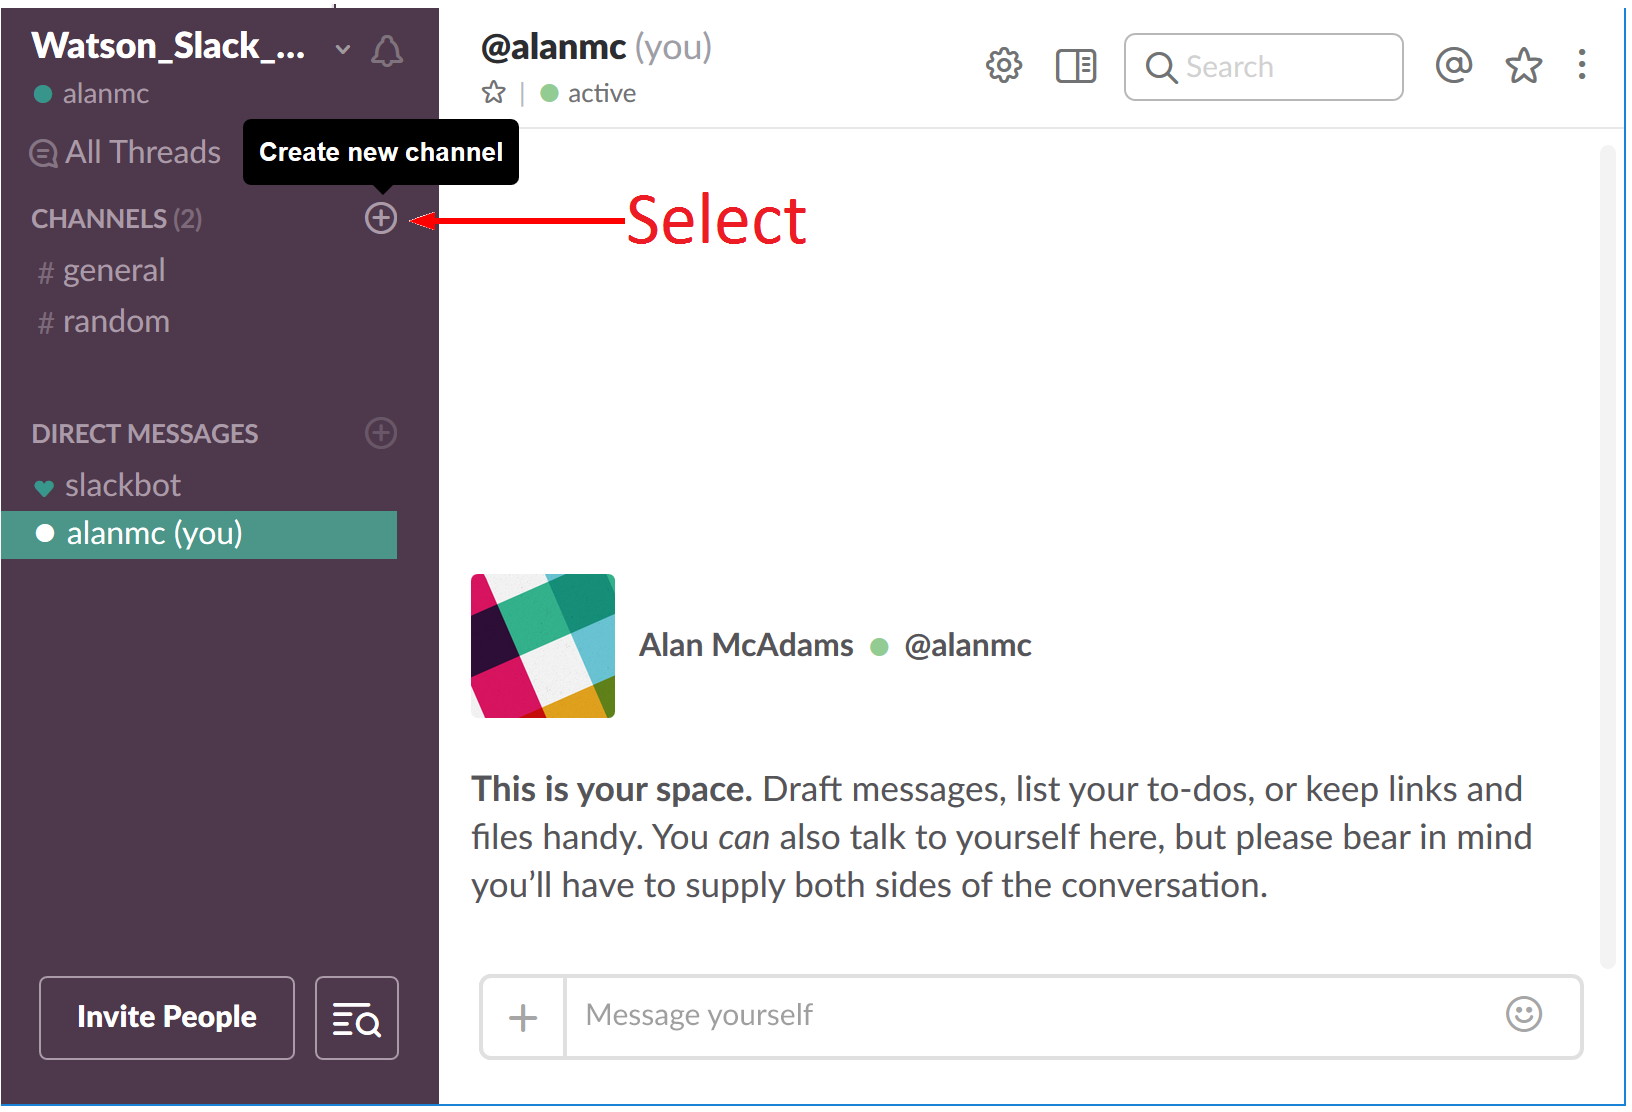 Watson_Slack_...
alanmc
All Threads
Create new channel
CHANNELS (2)
# general
# random
DIRECT MESSAGES
slackbot
alanmc (you)
Invite People
@alanmc (you)
active
Search
Select
Alan McAdams @alanmc
This is your space. Draft messages, list your to-dos, or keep links and
files handy. You can also talk to yourself here, but please bear in mind
you’ll have to supply both sides of the conversation.
Message yourself